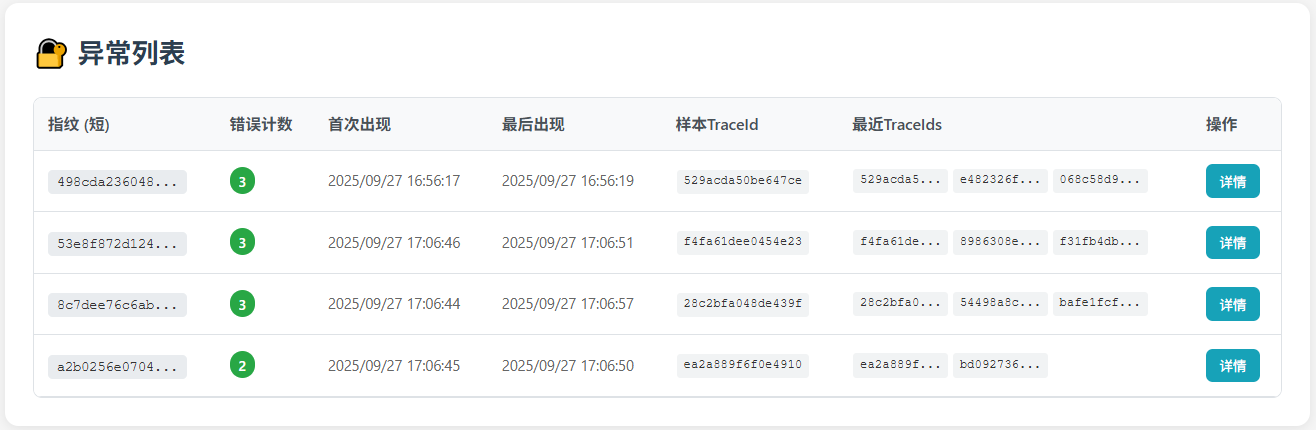 异常列表
指纹 (短) 错误计数 首次出现 最后出现 样本TraceId 最近TraceIds 操作
498cda236048... 3 2025/09/27 16:56:17 2025/09/27 16:56:19 529acda50be647ce 529acda5... e482326f... 068c58d9... 详情
53e8f872d124... 3 2025/09/27 17:06:46 2025/09/27 17:06:51 f4fa61dee0454e23 f4fa61de... 8986308e... f31fb4db... 详情
8c7dee76c6ab... 3 2025/09/27 17:06:44 2025/09/27 17:06:57 28c2bfa048de439f 28c2bfa0... 54498a8c... bafe1fcf... 详情
a2b0256e0704... 2 2025/09/27 17:06:45 2025/09/27 17:06:50 ea2a889f6f0e4910 ea2a889f... bd092736... 详情